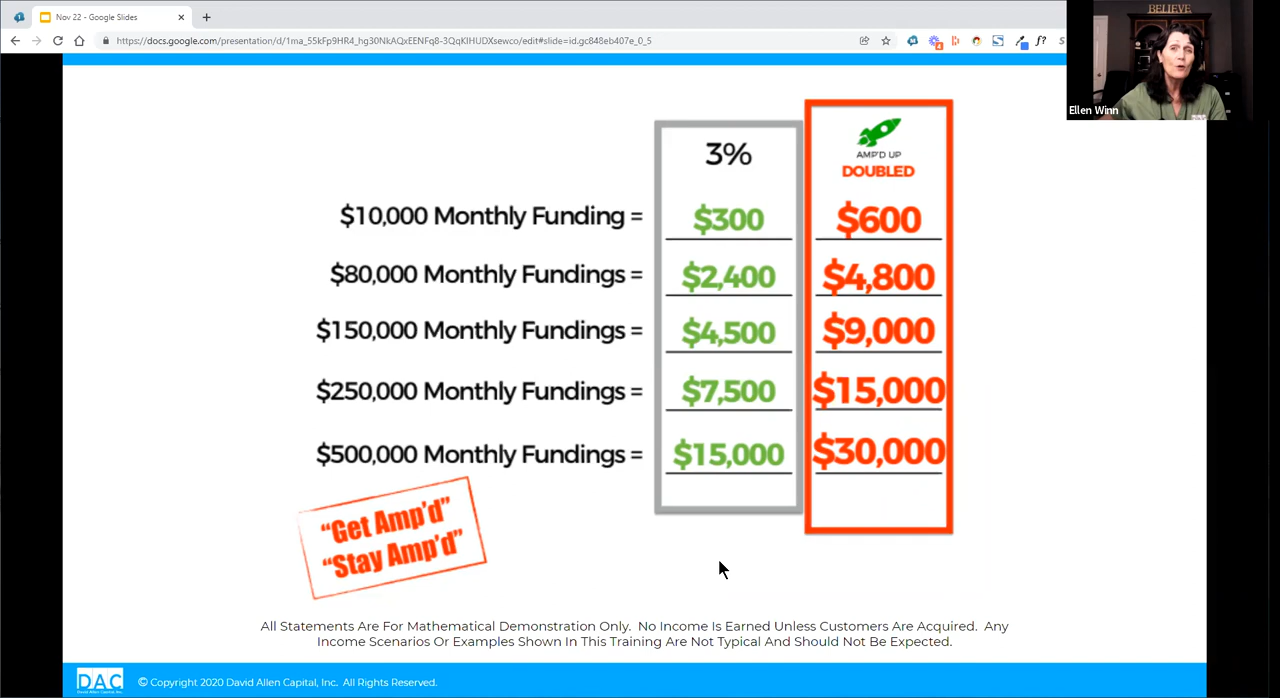 Nov 22 - Google Slides
https://docs.google.com/presentation/d/1ma_55kFp9HR4_hg30NkAQxEENFq8-3QqKIHUDXsewco/edit#slide=id.gc848eb407e_0_5
4
f?
BELIEVE
Ellen Winn
3%
AMP'D UP
DOUBLED
$10,000 Monthly Funding = $300 $600
$80,000 Monthly Fundings = $2,400 $4,800
$150,000 Monthly Fundings = $4,500 $9,000
$250,000 Monthly Fundings = $7,500 $15,000
$500,000 Monthly Fundings = $15,000 $30,000
“Get Amp’d”
“Stay Amp’d”
All Statements Are For Mathematical Demonstration Only. No Income Is Earned Unless Customers Are Acquired. Any
Income Scenarios Or Examples Shown In This Training Are Not Typical And Should Not Be Expected.
DAC
© Copyright 2020 David Allen Capital, Inc. All Rights Reserved.